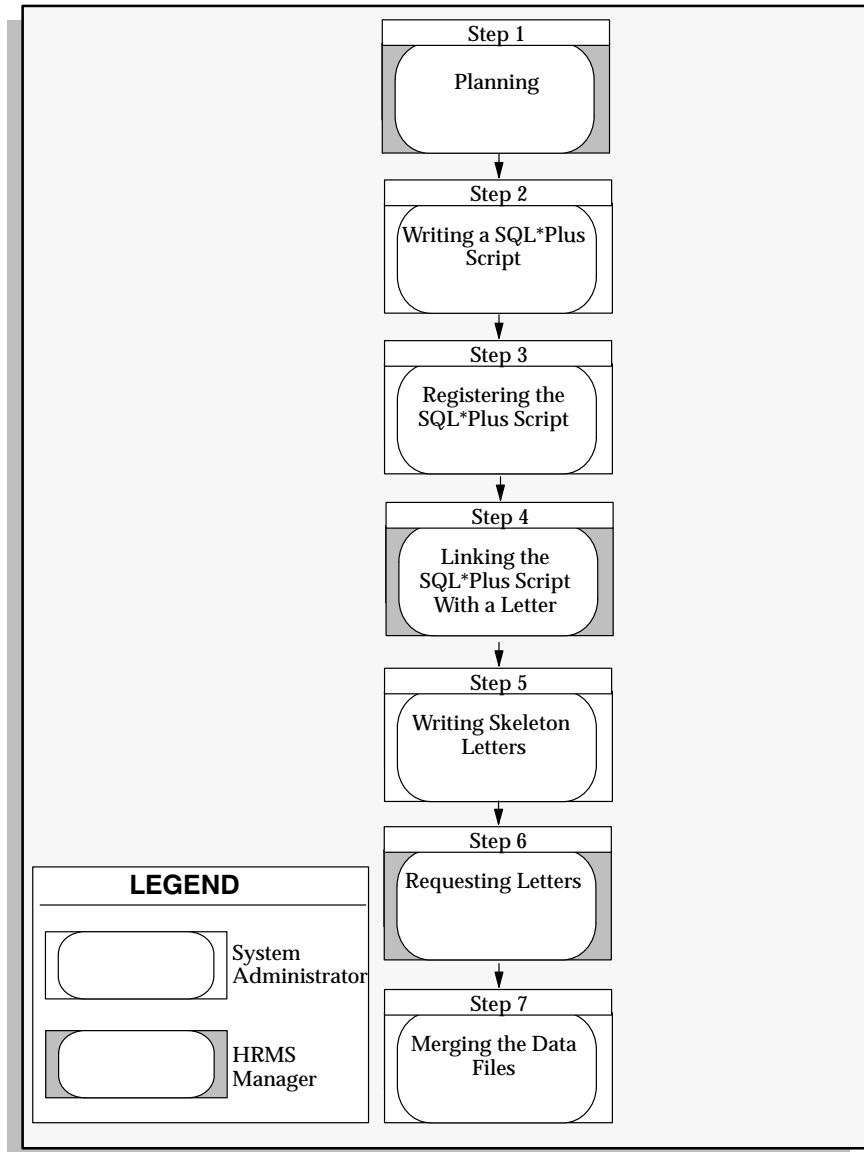 Step 1
Planning
Step 2
Writing a SQL*Plus
Script
Step 3
Registering the
SQL*Plus Script
Step 4
Linking the
SQL*Plus Script
With a Letter
Step 5
Writing Skeleton
Letters
Step 6
Requesting Letters
Step 7
Merging the Data
Files
LEGEND
System
Administrator
HRMS
Manager